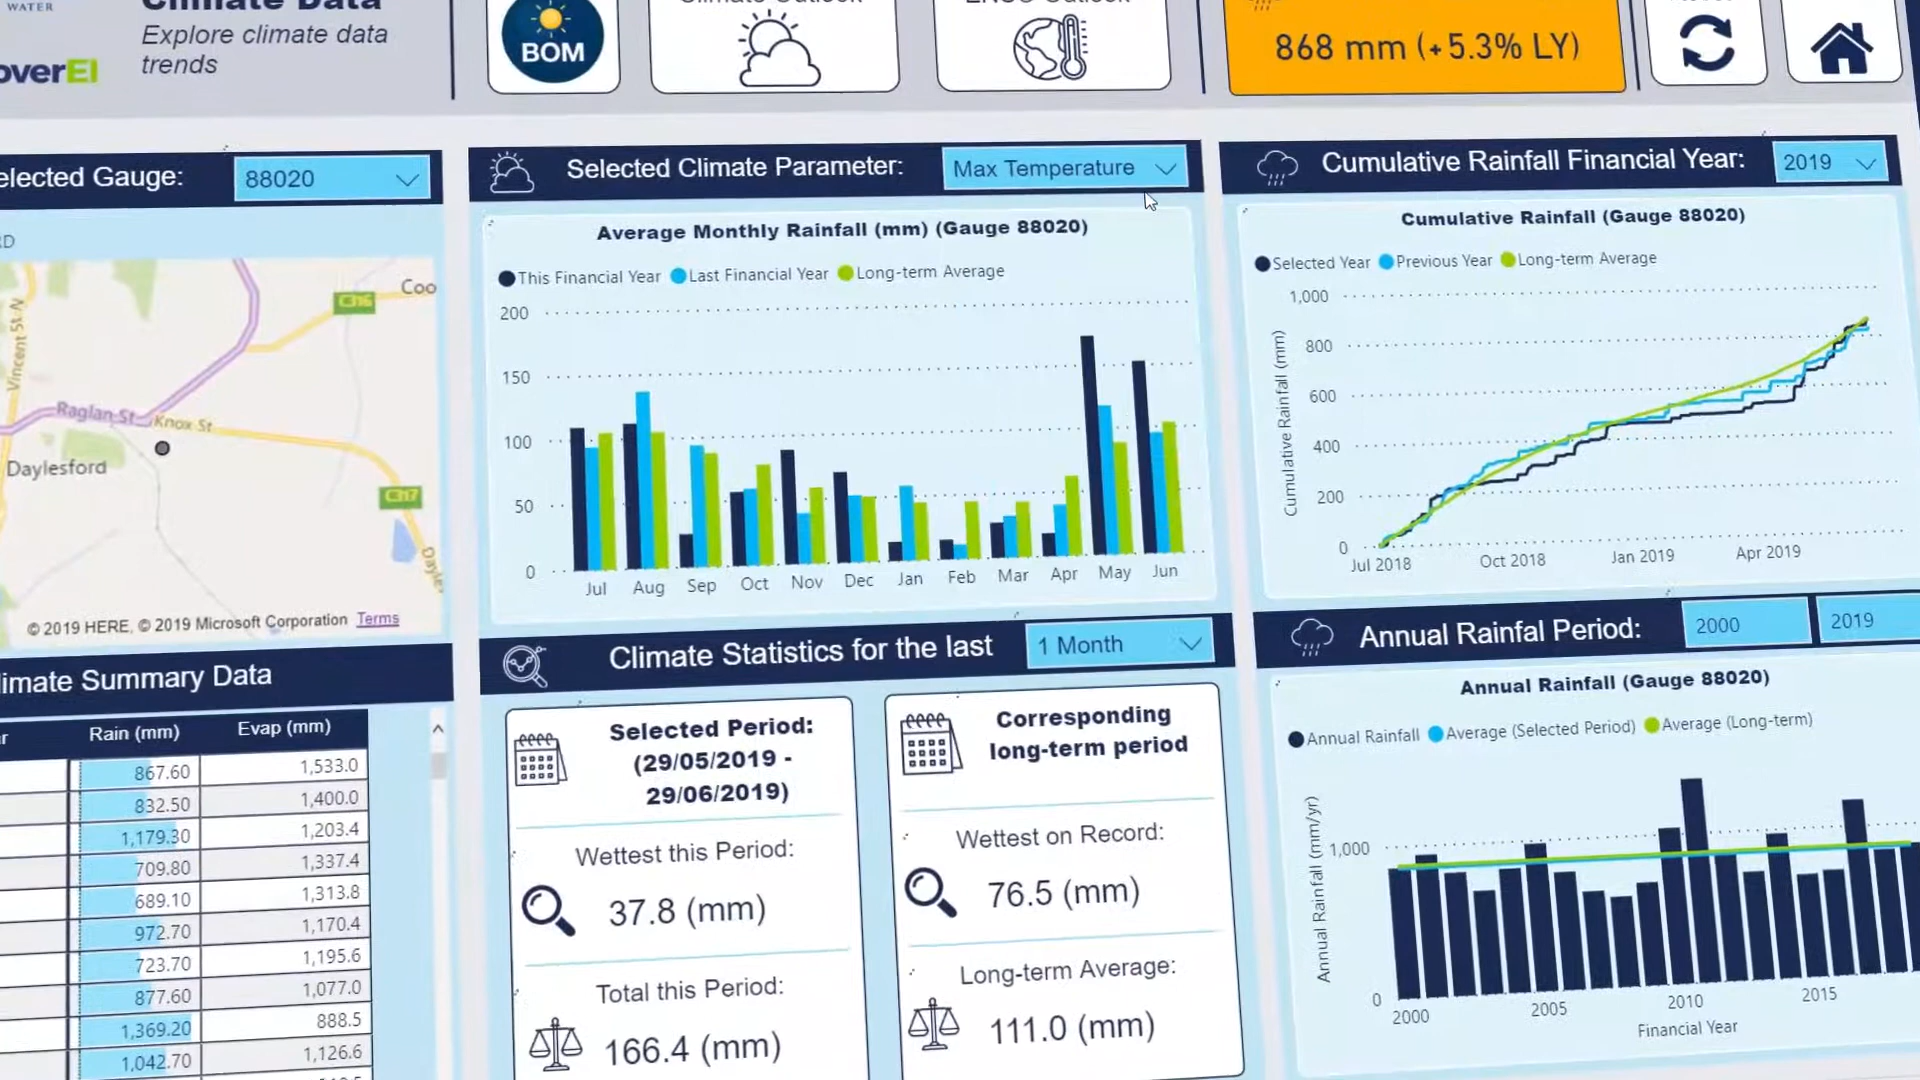 WATER
Climate Data
Explore climate data
trends
BOM
868 mm (+5.3% LY)
Selected Gauge:
88020
Selected Climate Parameter:
Max Temperature
Cumulative Rainfall Financial Year:
2019
Average Monthly Rainfall (mm) (Gauge 88020)
This Financial Year
Last Financial Year
Long-term Average
200
150
100
50
0
Jul
Aug
Sep
Oct
Nov
Dec
Jan
Feb
Mar
Apr
May
Jun
Cumulative Rainfall (Gauge 88020)
Selected Year
Previous Year
Long-term Average
Cumulative Rainfall (mm)
1,000
800
600
400
200
0
Jul 2018
Oct 2018
Jan 2019
Apr 2019
Coo
C316
Vincent St N
Raglan St
Knox St
Daylesford
C317
Dayle
© 2019 HERE, © 2019 Microsoft Corporation Terms
Climate Summary Data
Rain (mm)
Evap (mm)
867.60
1,533.0
832.50
1,400.0
1,179.30
1,203.4
709.80
1,337.4
689.10
1,313.8
972.70
1,170.4
723.70
1,195.6
877.60
1,077.0
1,369.20
888.5
1,042.70
1,126.6
Climate Statistics for the last
1 Month
Selected Period:
(29/05/2019 -
29/06/2019)
Wettest this Period:
37.8 (mm)
Total this Period:
166.4 (mm)
Corresponding
long-term period
Wettest on Record:
76.5 (mm)
Long-term Average:
111.0 (mm)
Annual Rainfal Period:
2000
2019
Annual Rainfall (Gauge 88020)
Annual Rainfall
Average (Selected Period)
Average (Long-term)
Annual Rainfall (mm/yr)
1,000
0
2000
2005
2010
2015
Financial Year